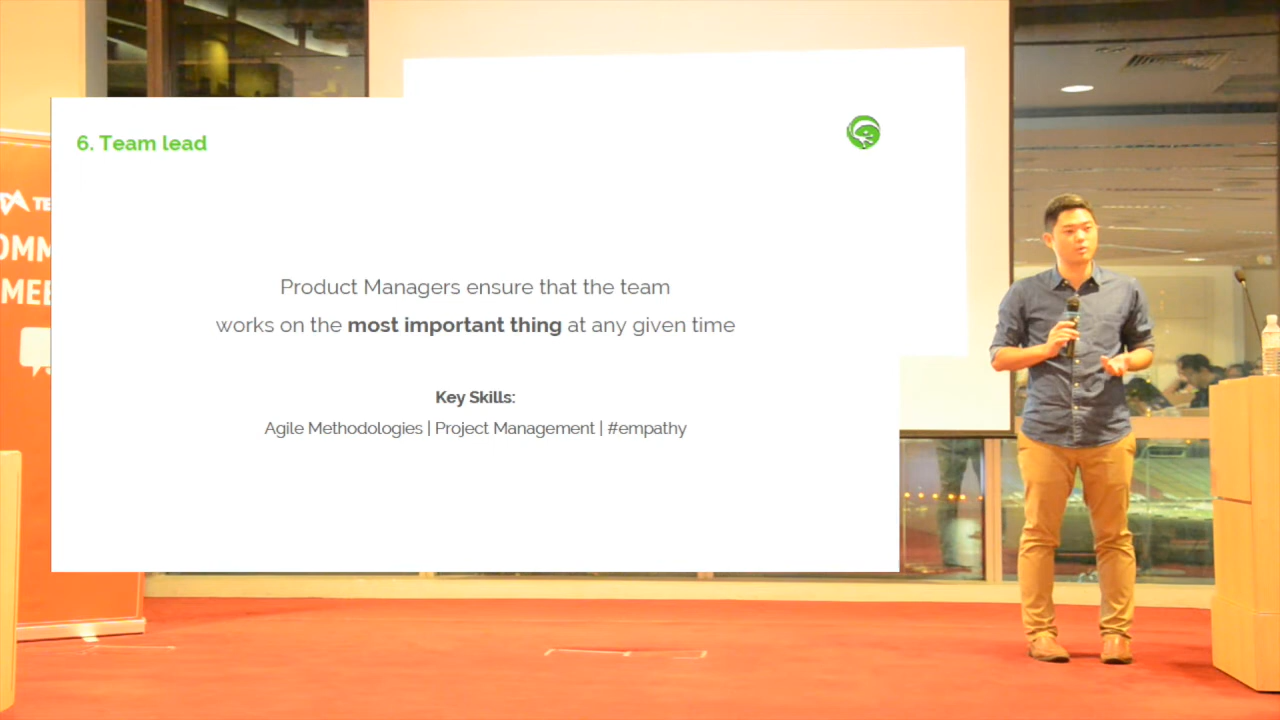 6. Team lead
Product Managers ensure that the team
works on the most important thing at any given time
Key Skills:
Agile Methodologies | Project Management | #empathy